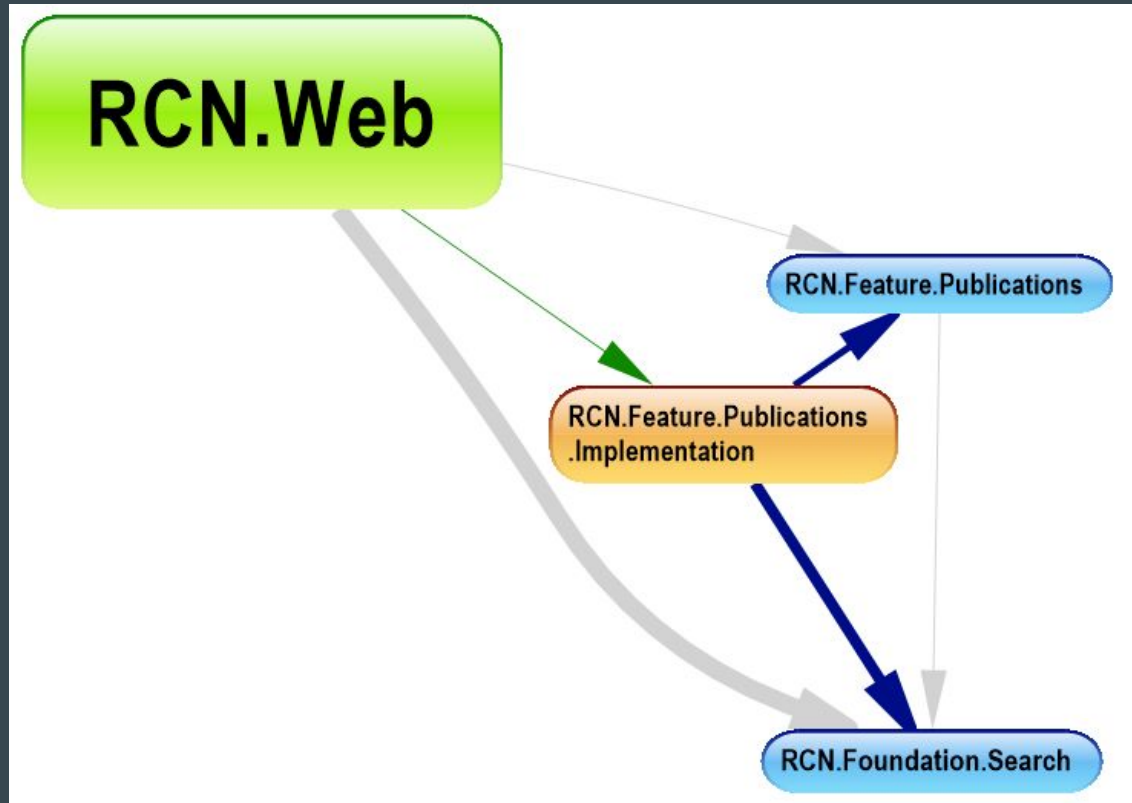 RCN.Web
RCN.Feature.Publications
RCN.Feature.Publications
.Implementation
RCN.Foundation.Search